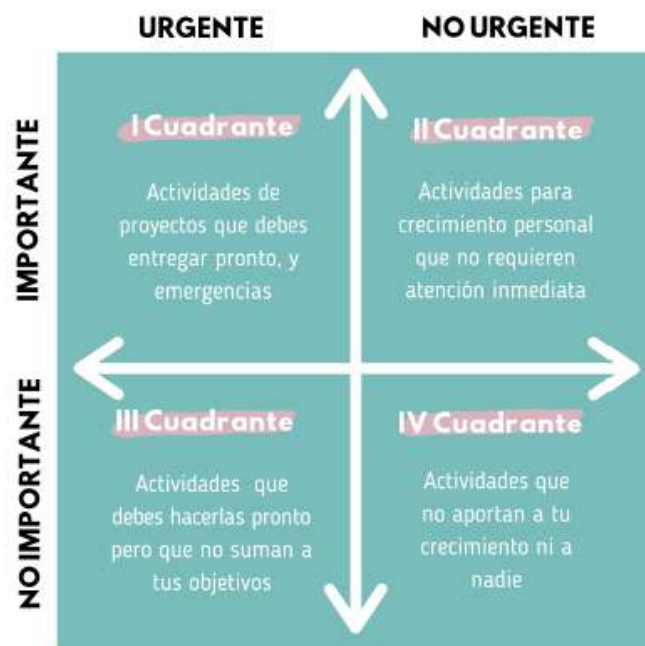 URGENTE
NO URGENTE
IMPORTANTE
I Cuadrante
Actividades de
proyectos que debes
entregar pronto, y
emergencias
II Cuadrante
Actividades para
crecimiento personal
que no requieren
atención inmediata
NO IMPORTANTE
III Cuadrante
Actividades que
debes hacerlas pronto
pero que no suman a
tus objetivos
IV Cuadrante
Actividades que
no aportan a tu
crecimiento ni a
nadie